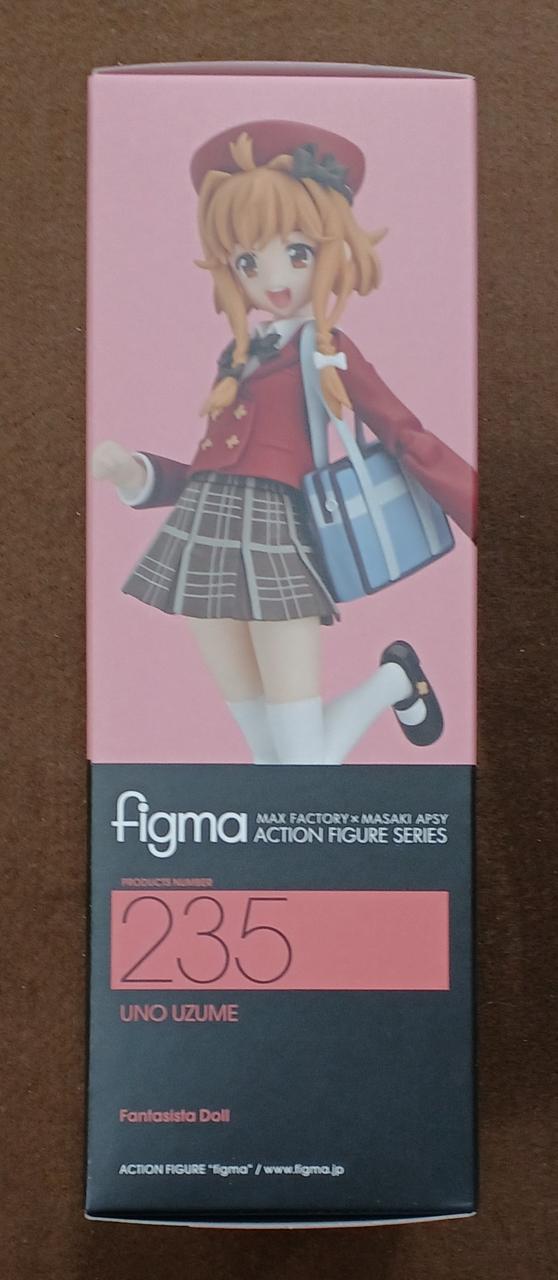 figma
MAX FACTORY × MASAKI APSY
ACTION FIGURE SERIES
PRODUCTS NUMBER
235
UNO UZUME
Fantasista Doll
ACTION FIGURE "figma" / www.figma.jp